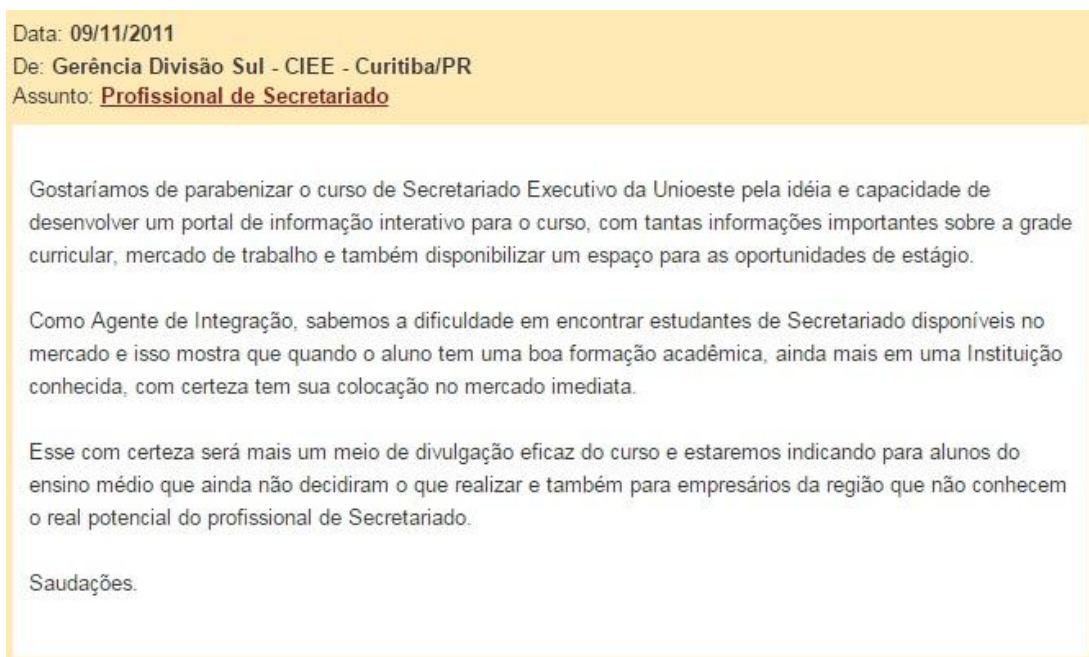 Data: 09/11/2011
De: Gerência Divisão Sul - CIEE - Curitiba/PR
Assunto: Profissional de Secretariado
Gostaríamos de parabenizar o curso de Secretariado Executivo da Unioeste pela idéia e capacidade de
desenvolver um portal de informação interativo para o curso, com tantas informações importantes sobre a grade
curricular, mercado de trabalho e também disponibilizar um espaço para as oportunidades de estágio.
Como Agente de Integração, sabemos a dificuldade em encontrar estudantes de Secretariado disponíveis no
mercado e isso mostra que quando o aluno tem uma boa formação acadêmica, ainda mais em uma Instituição
conhecida, com certeza tem sua colocação no mercado imediata.
Esse com certeza será mais um meio de divulgação eficaz do curso e estaremos indicando para alunos do
ensino médio que ainda não decidiram o que realizar e também para empresários da região que não conhecem
o real potencial do profissional de Secretariado.
Saudações.